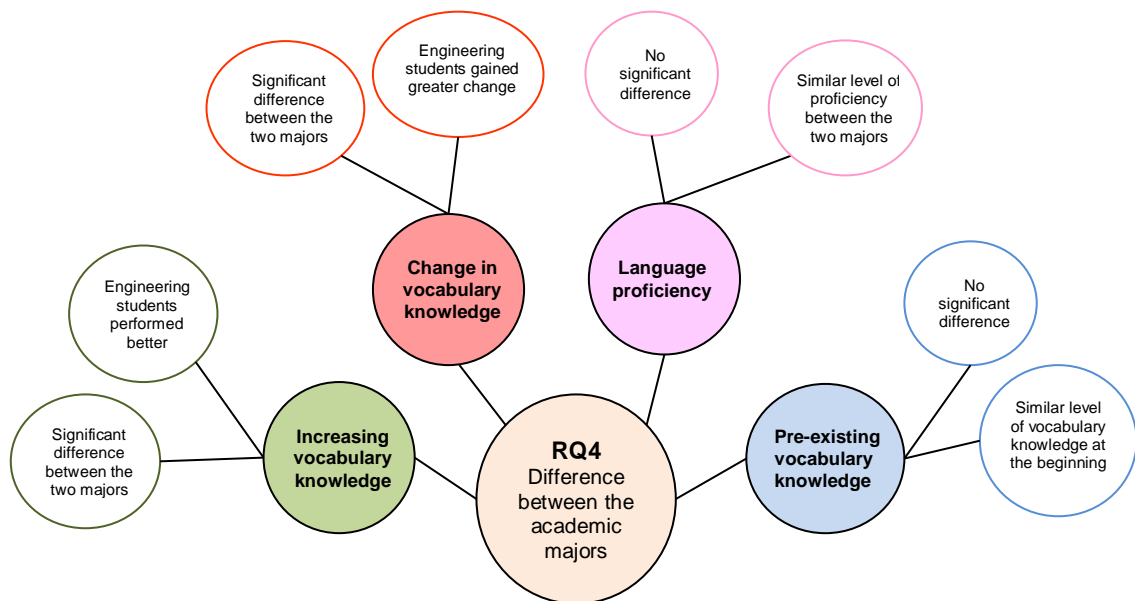 Engineering
students gained
greater change
No
significant
difference
Significant
difference
between the
two majors
Similar level of
proficiency
between the
two majors
Change in
vocabulary
knowledge
Language
proficiency
Engineering
students
performed
better
No
significant
difference
Significant
difference
between the
two majors
Increasing
vocabulary
knowledge
RQ4
Difference
between the
academic
majors
Pre-existing
vocabulary
knowledge
Similar level
of vocabulary
knowledge at
the beginning